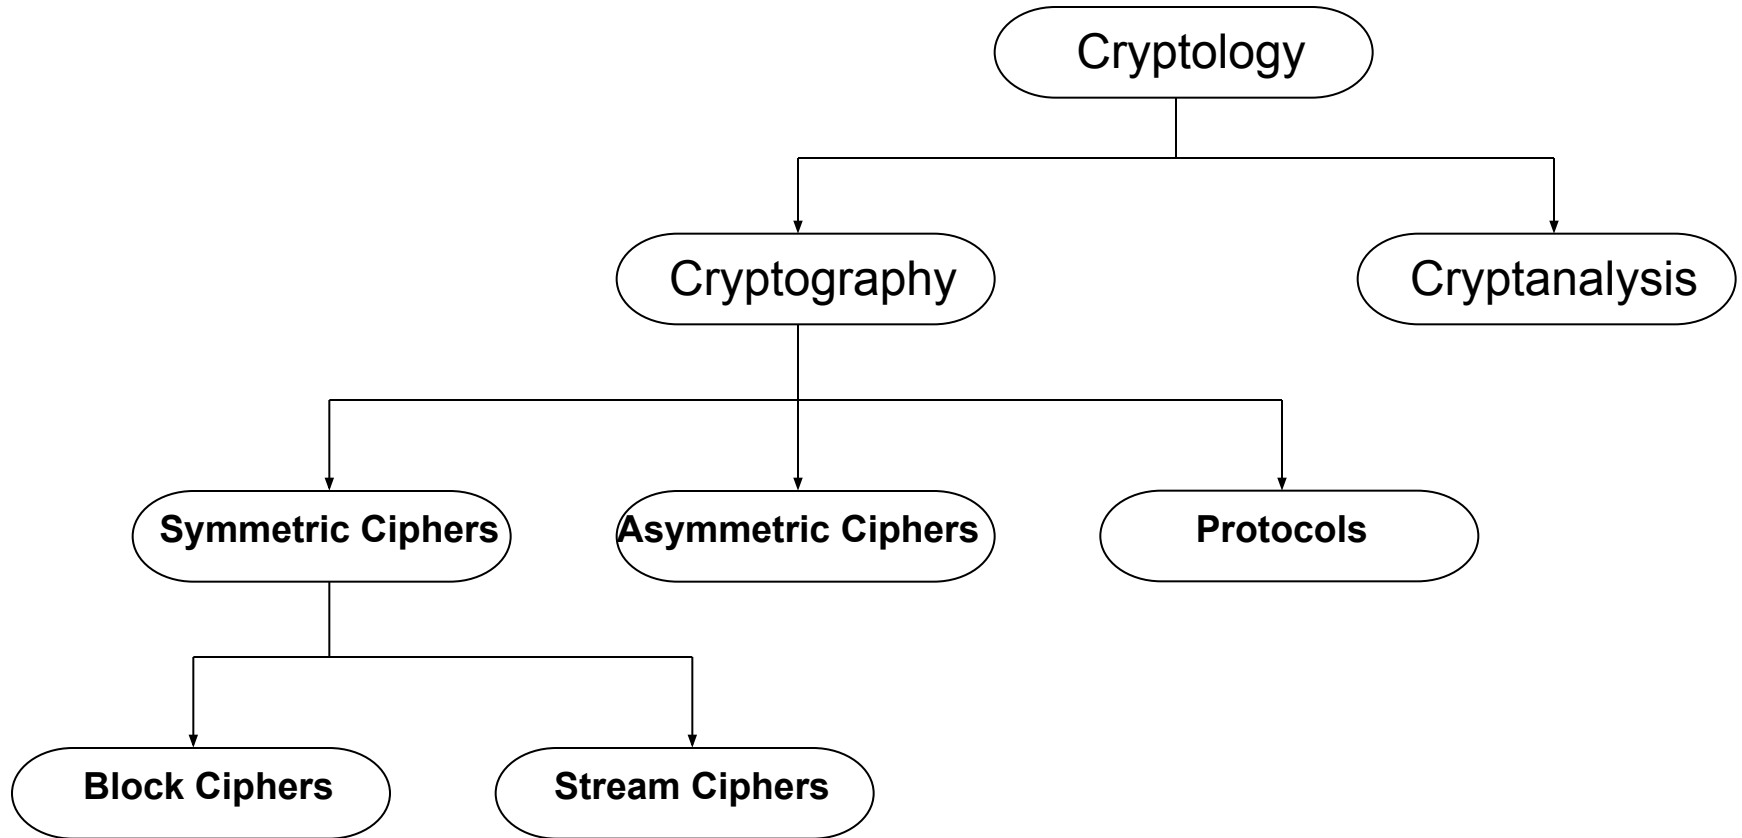 Cryptology
Cryptography
Cryptanalysis
Symmetric Ciphers
Asymmetric Ciphers
Protocols
Block Ciphers
Stream Ciphers